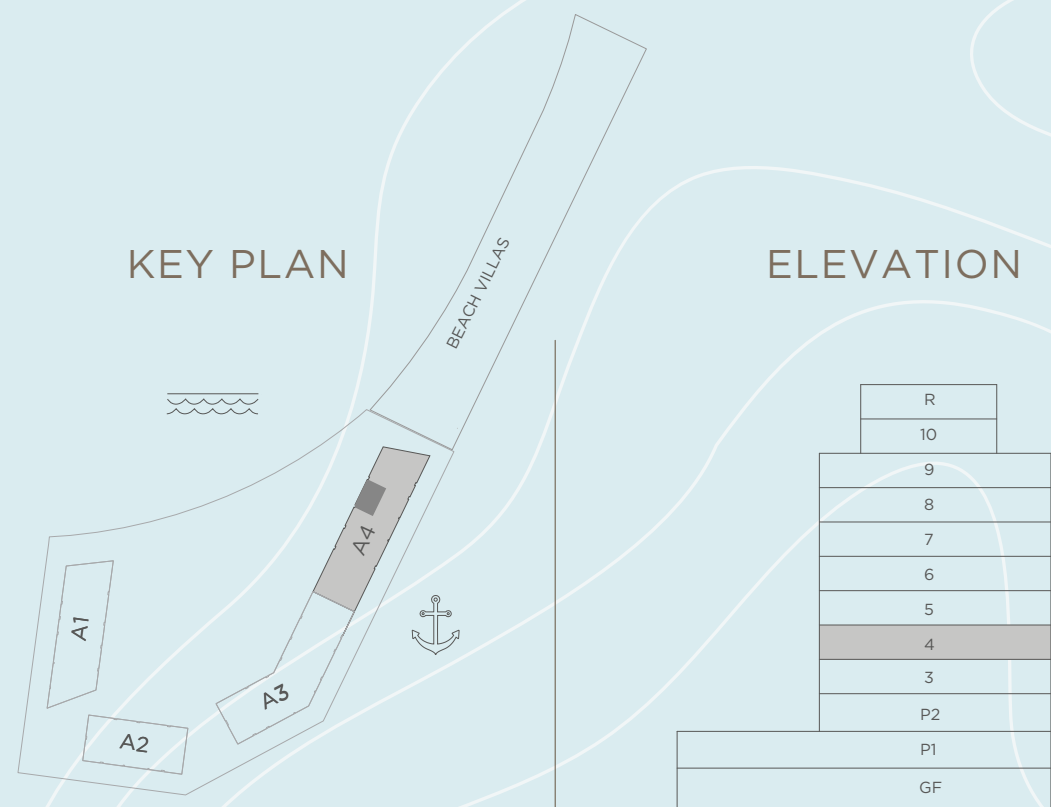 KEY PLAN
BEACH VILLAS
A4
A1
A3
A2
ELEVATION
R
10
9
8
7
6
5
4
3
P2
P1
GF